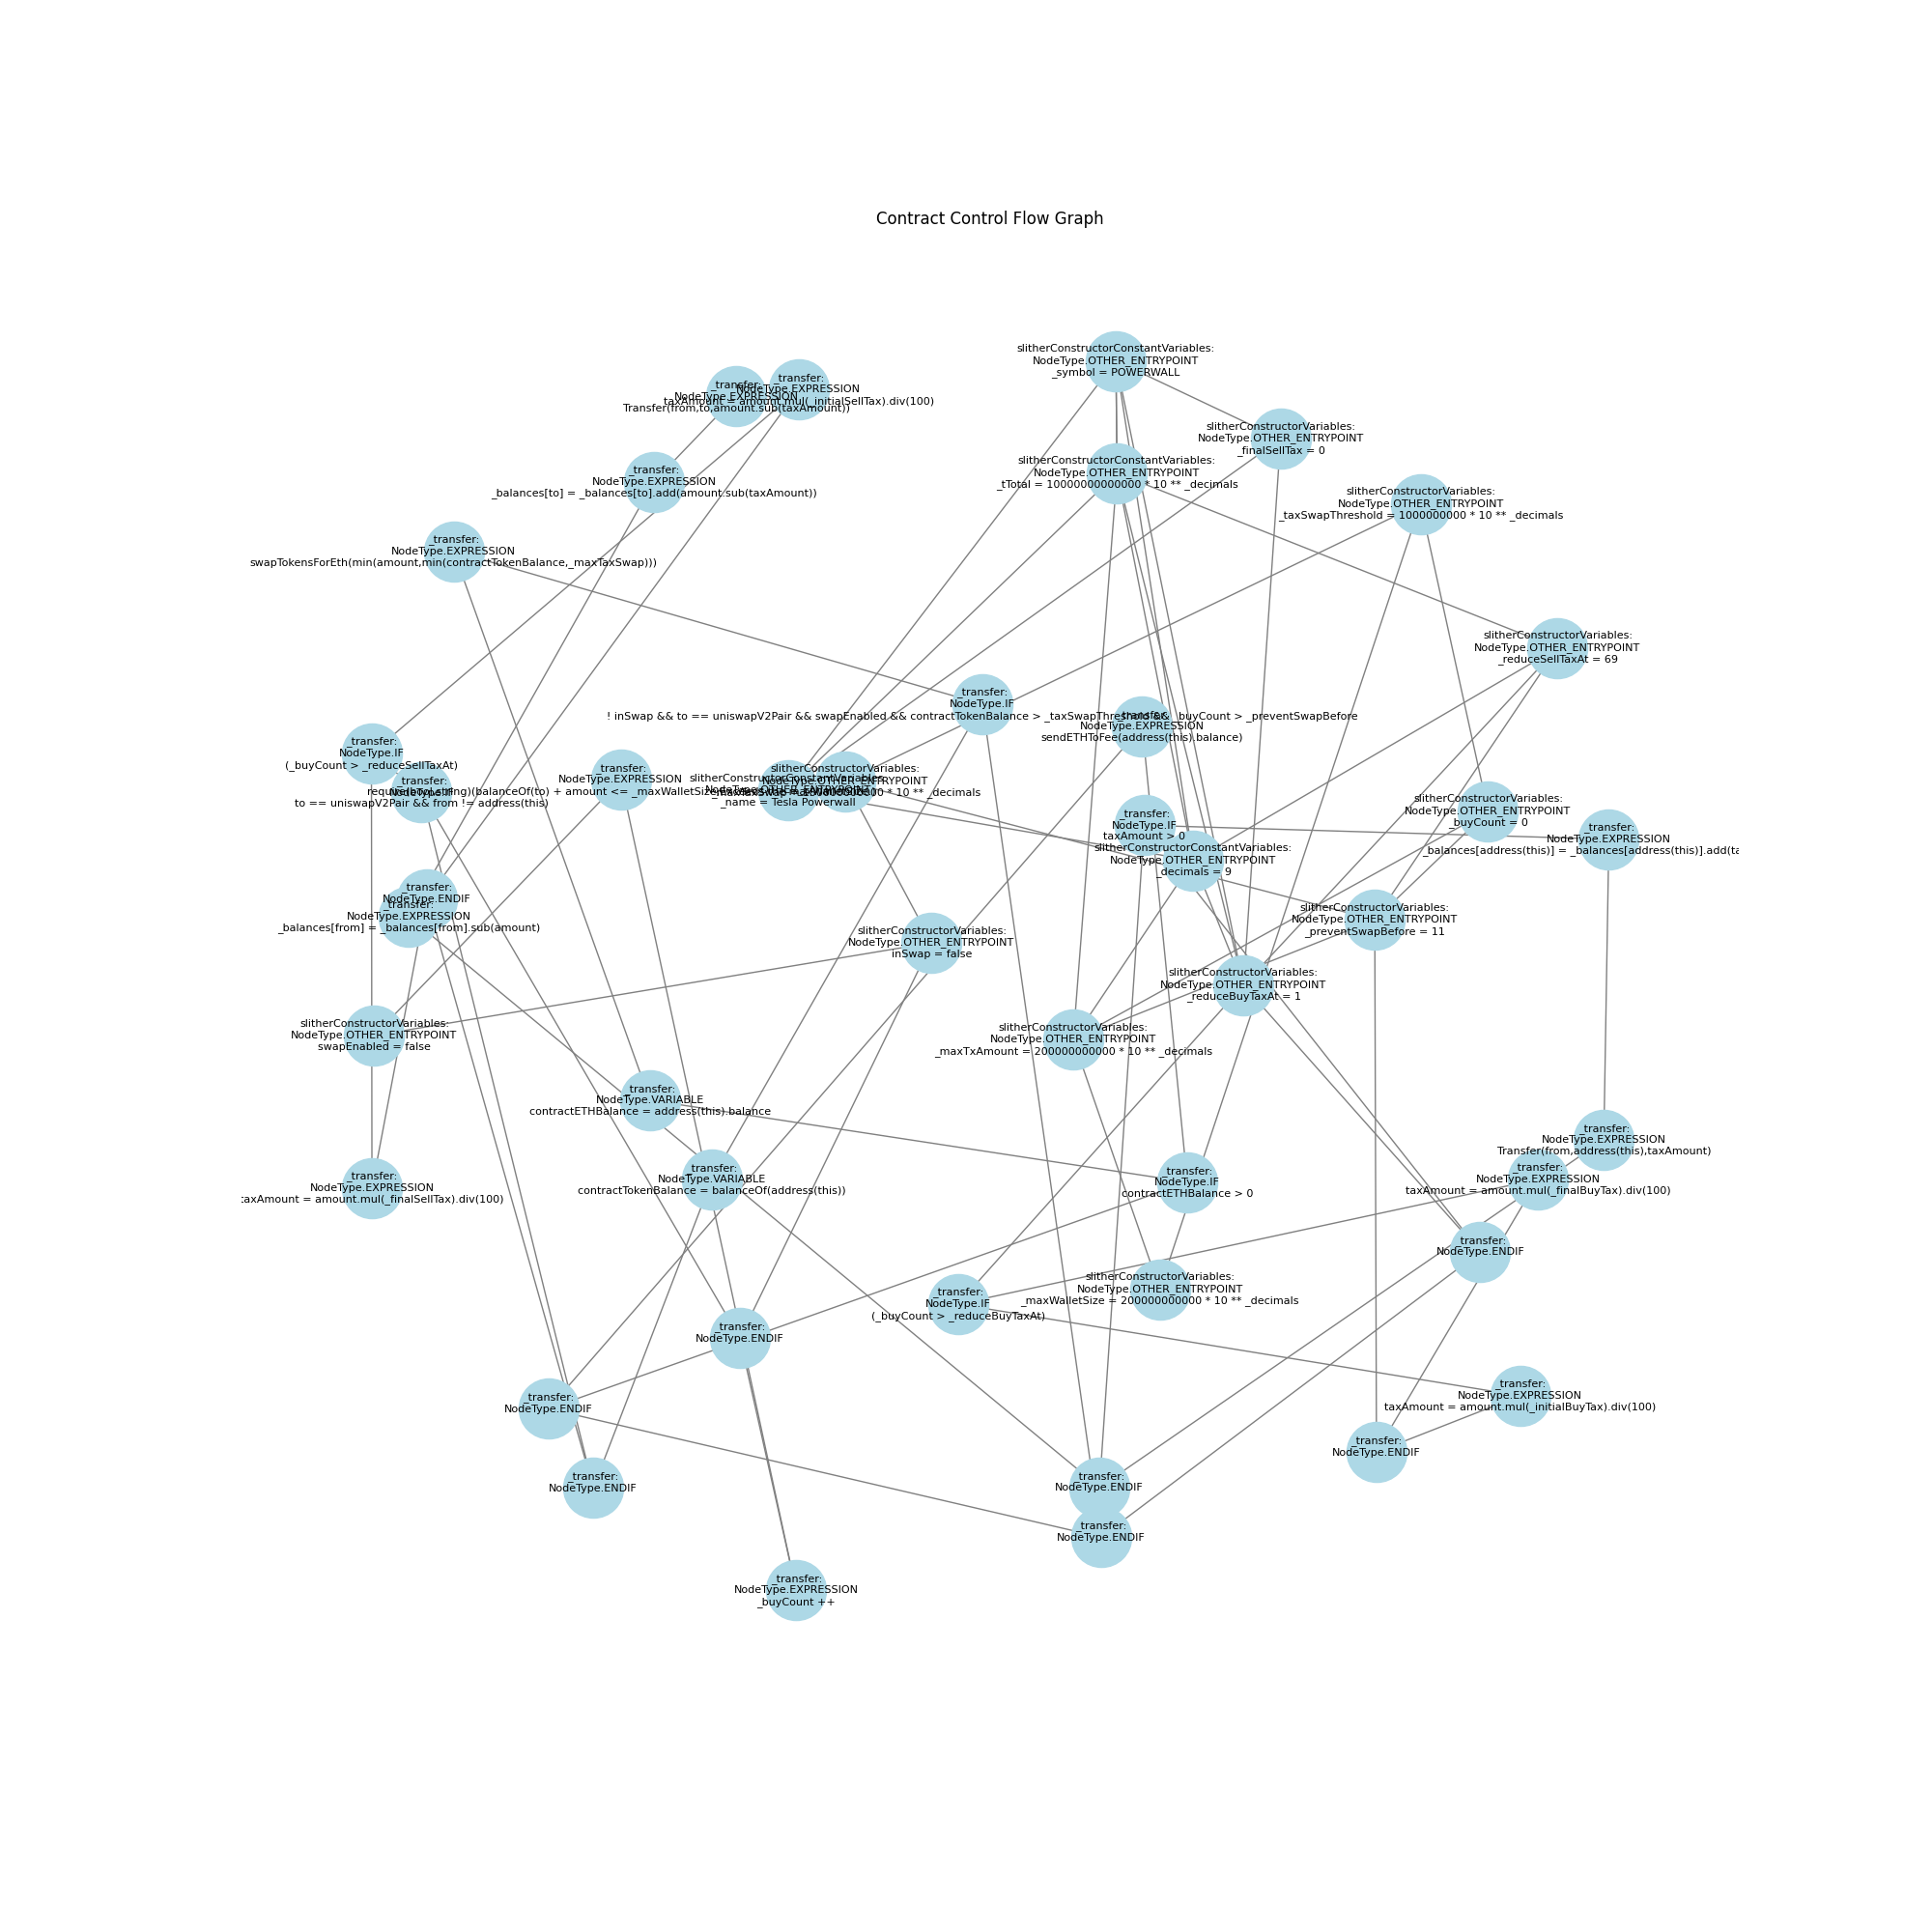 Contract Control Flow Graph
slitherConstructorConstantVariables:
NodeType.OTHER_ENTRYPOINT
_symbol = POWERWALL
_transfer:
NodeType.EXPRESSION
taxAmount = amount.mul(_initialSellTax).div(100)
_transfer:
NodeType.EXPRESSION
Transfer(from,to,amount.sub(taxAmount))
slitherConstructorVariables:
NodeType.OTHER_ENTRYPOINT
_finalSellTax = 0
slitherConstructorConstantVariables:
NodeType.OTHER_ENTRYPOINT
_tTotal = 10000000000000 * 10 ** _decimals
_transfer:
NodeType.EXPRESSION
_balances[to] = _balances[to].add(amount.sub(taxAmount))
slitherConstructorVariables:
NodeType.OTHER_ENTRYPOINT
_taxSwapThreshold = 1000000000 * 10 ** _decimals
_transfer:
NodeType.EXPRESSION
swapTokensForEth(min(amount,min(contractTokenBalance,_maxTaxSwap)))
slitherConstructorVariables:
NodeType.OTHER_ENTRYPOINT
_reduceSellTaxAt = 69
_transfer:
NodeType.IF
! inSwap && to == uniswapV2Pair && swapEnabled && contractTokenBalance > _taxSwapThreshold && _buyCount > _preventSwapBefore
_transfer:
NodeType.EXPRESSION
sendETHToFee(address(this).balance)
_transfer:
NodeType.IF
(_buyCount > _reduceSellTaxAt)
_transfer:
NodeType.EXPRESSION
require(bool,string)(balanceOf(to) + amount <= _maxWalletSize
_transfer:
NodeType.IF
to == uniswapV2Pair && from != address(this)
slitherConstructorVariables:
NodeType.OTHER_ENTRYPOINT
* 10 ** _decimals
slitherConstructorConstantVariables:
NodeType.OTHER_ENTRYPOINT
_name = Tesla Powerwall
slitherConstructorVariables:
NodeType.OTHER_ENTRYPOINT
_buyCount = 0
_transfer:
NodeType.IF
taxAmount > 0
_transfer:
NodeType.EXPRESSION
_balances[address(this)] = _balances[address(this)].add(ta
slitherConstructorConstantVariables:
NodeType.OTHER_ENTRYPOINT
_decimals = 9
_transfer:
NodeType.ENDIF
_transfer:
NodeType.EXPRESSION
_balances[from] = _balances[from].sub(amount)
slitherConstructorVariables:
NodeType.OTHER_ENTRYPOINT
_preventSwapBefore = 11
slitherConstructorVariables:
NodeType.OTHER_ENTRYPOINT
inSwap = false
slitherConstructorVariables:
NodeType.OTHER_ENTRYPOINT
_reduceBuyTaxAt = 1
slitherConstructorVariables:
NodeType.OTHER_ENTRYPOINT
swapEnabled = false
slitherConstructorVariables:
NodeType.OTHER_ENTRYPOINT
_maxTxAmount = 200000000000 * 10 ** _decimals
_transfer:
NodeType.VARIABLE
contractETHBalance = address(this).balance
_transfer:
NodeType.EXPRESSION
Transfer(from,address(this),taxAmount)
_transfer:
NodeType.VARIABLE
contractTokenBalance = balanceOf(address(this))
_transfer:
NodeType.IF
contractETHBalance > 0
_transfer:
NodeType.EXPRESSION
taxAmount = amount.mul(_finalBuyTax).div(100)
_transfer:
NodeType.EXPRESSION
:axAmount = amount.mul(_finalSellTax).div(100)
_transfer:
NodeType.ENDIF
slitherConstructorVariables:
NodeType.OTHER_ENTRYPOINT
_maxWalletSize = 200000000000 * 10 ** _decimals
_transfer:
NodeType.IF
(_buyCount > _reduceBuyTaxAt)
_transfer:
NodeType.ENDIF
_transfer:
NodeType.EXPRESSION
taxAmount = amount.mul(_initialBuyTax).div(100)
_transfer:
NodeType.ENDIF
_transfer:
NodeType.ENDIF
_transfer:
NodeType.ENDIF
_transfer:
NodeType.ENDIF
_transfer:
NodeType.ENDIF
_transfer:
NodeType.EXPRESSION
_buyCount ++